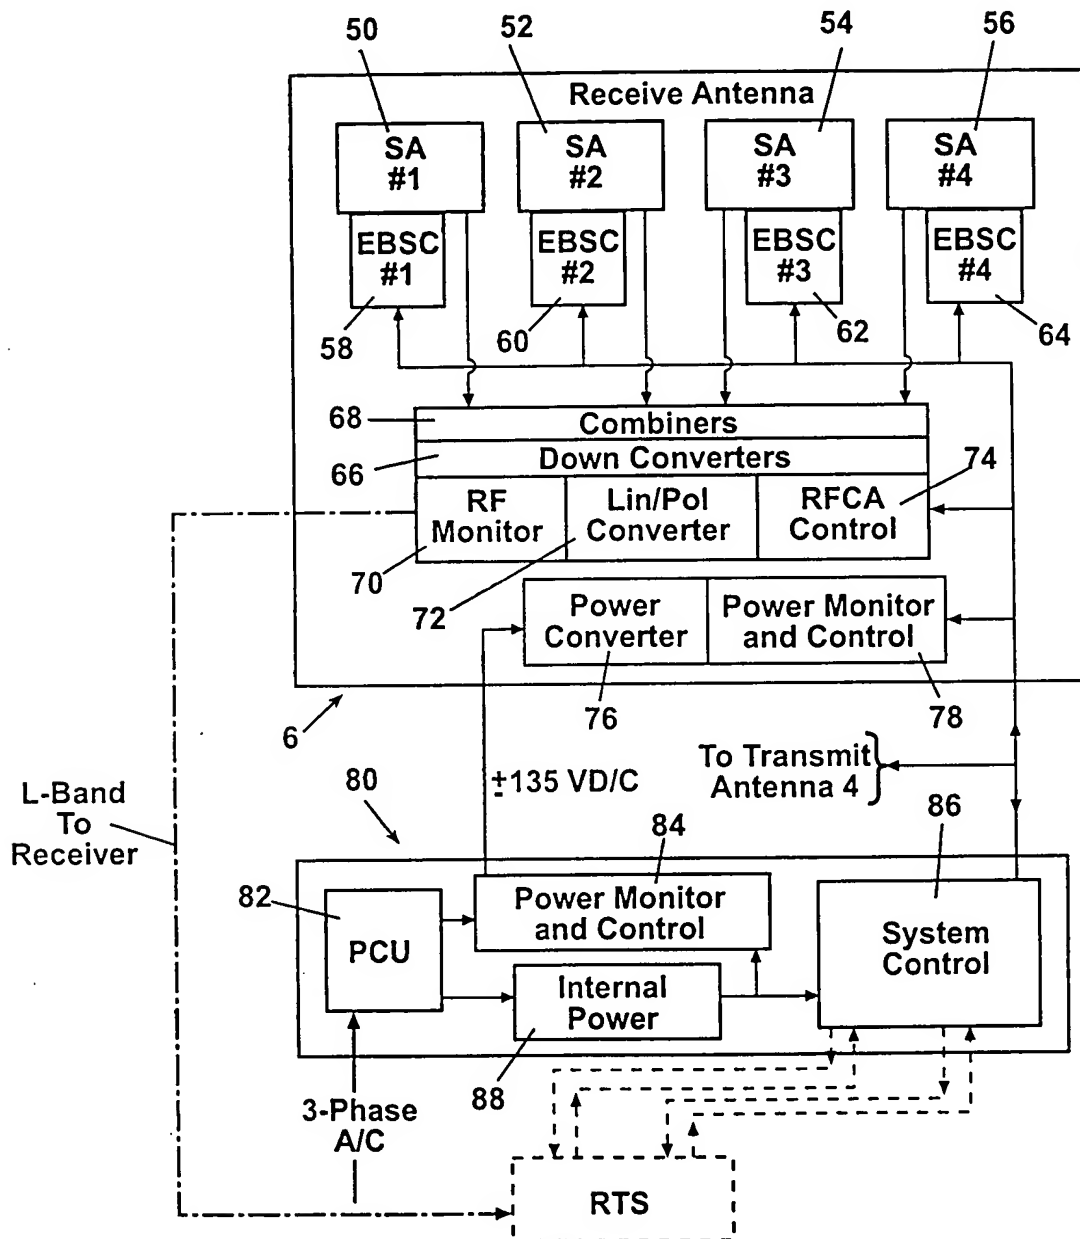 50
52
54
56
Receive Antenna
SA
#1
SA
#2
SA
#3
SA
#4
EBSC
#1
EBSC
#2
EBSC
#3
EBSC
#4
58
60
62
64
68
Combiners
66
Down Converters
74
RF
Monitor
Lin/Pol
Converter
RFCA
Control
70
72
Power
Converter
Power Monitor
and Control
76
78
6
To Transmit
Antenna 4
±135 VD/C
80
L-Band
To
Receiver
84
86
82
PCU
Power Monitor
and Control
System
Control
Internal
Power
88
3-Phase
A/C
RTS